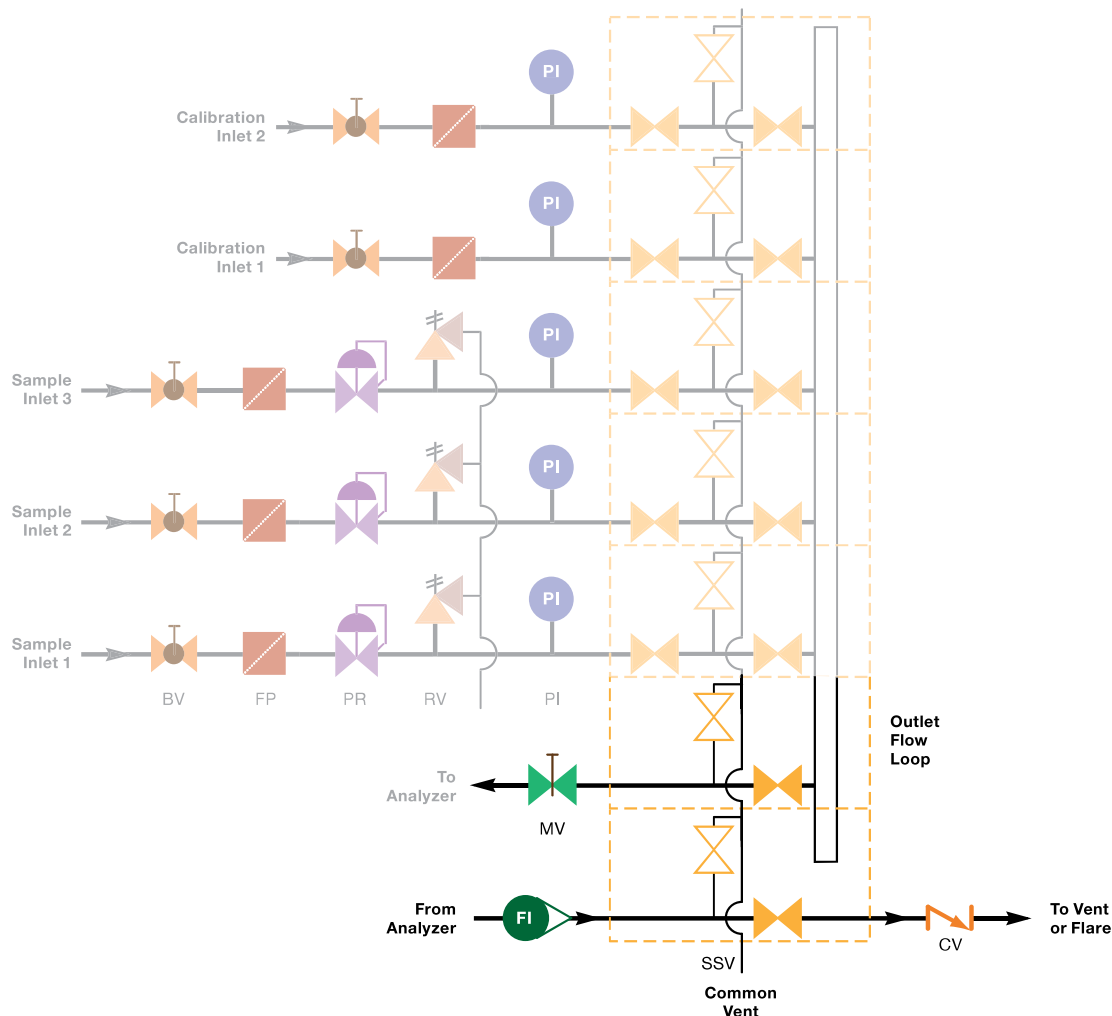 PI
Calibration
Inlet 2
PI
Calibration
Inlet 1
PI
Sample
Inlet 3
PI
Sample
Inlet 2
PI
Sample
Inlet 1
BV
FP
PR
RV
PI
Outlet
Flow
Loop
To
Analyzer
MV
From
Analyzer
FI
To Vent
or Flare
CV
SSV
Common
Vent